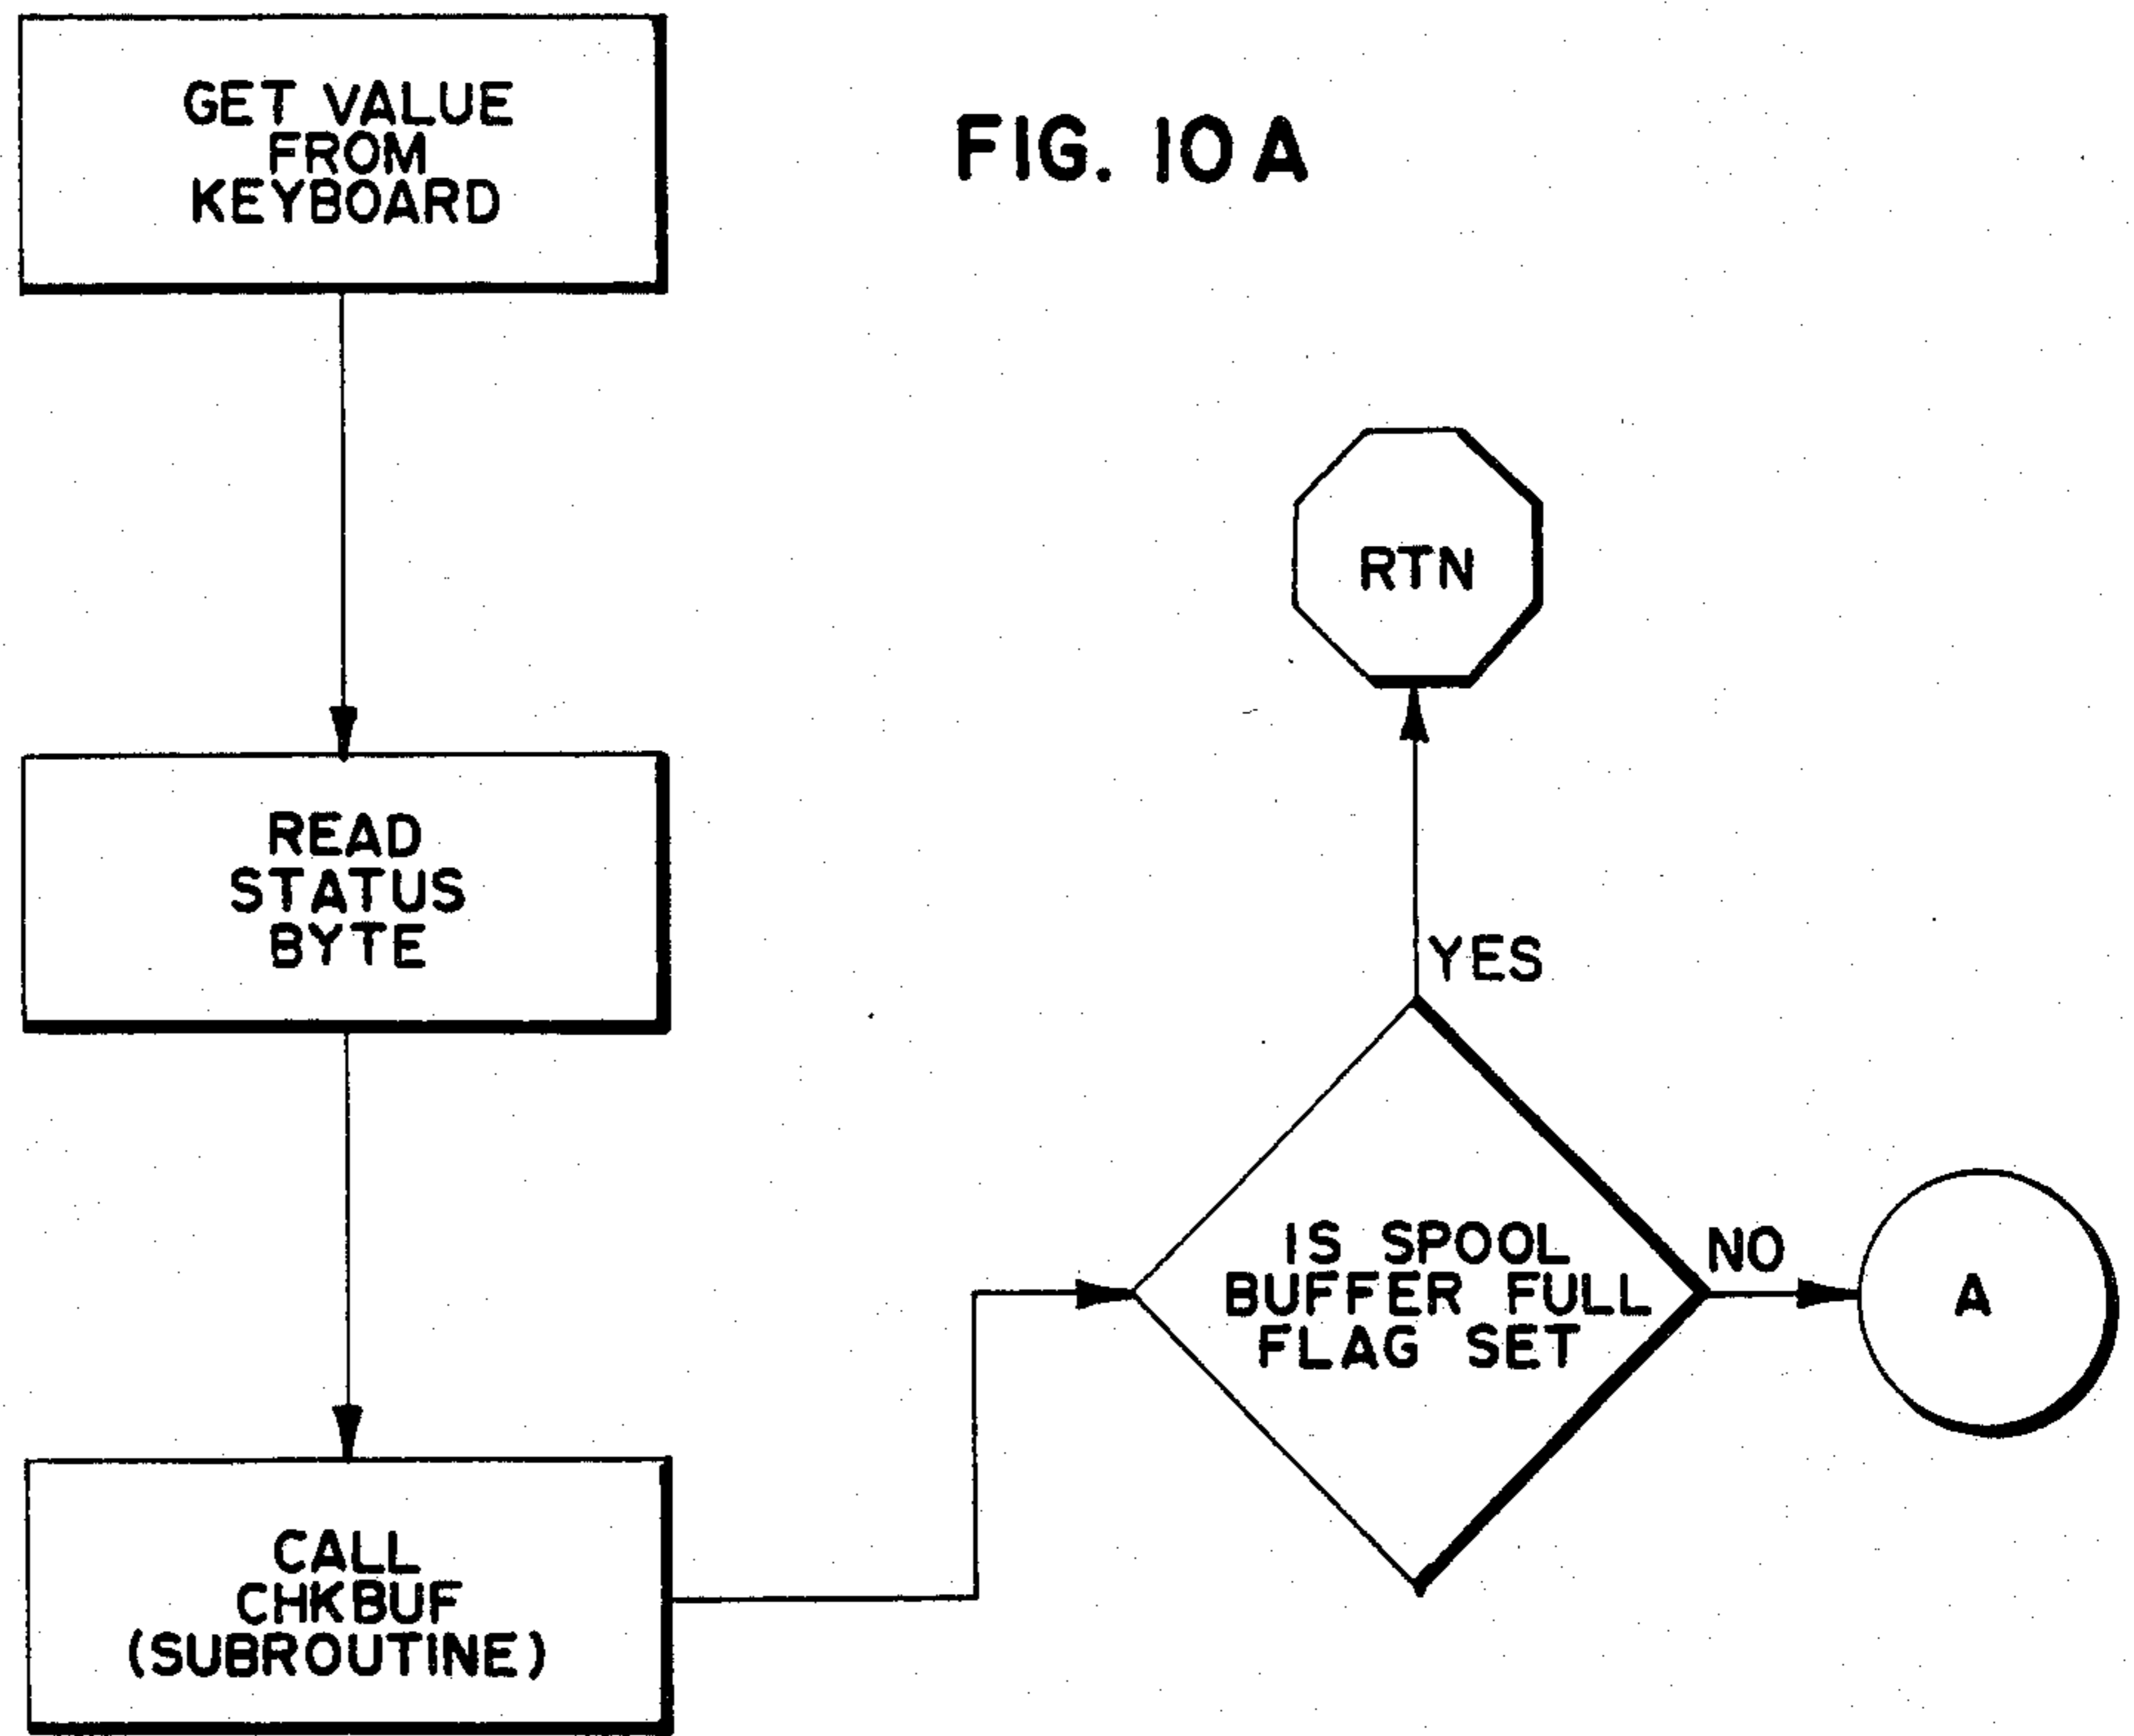 GET VALUE
FROM
KEYBOARD
FIG. 10A
RTN
READ
STATUS
BYTE
YES
IS SPOOL
BUFFER FULL
FLAG SET
NO
A
CALL
CHKBUF
(SUBROUTINE)